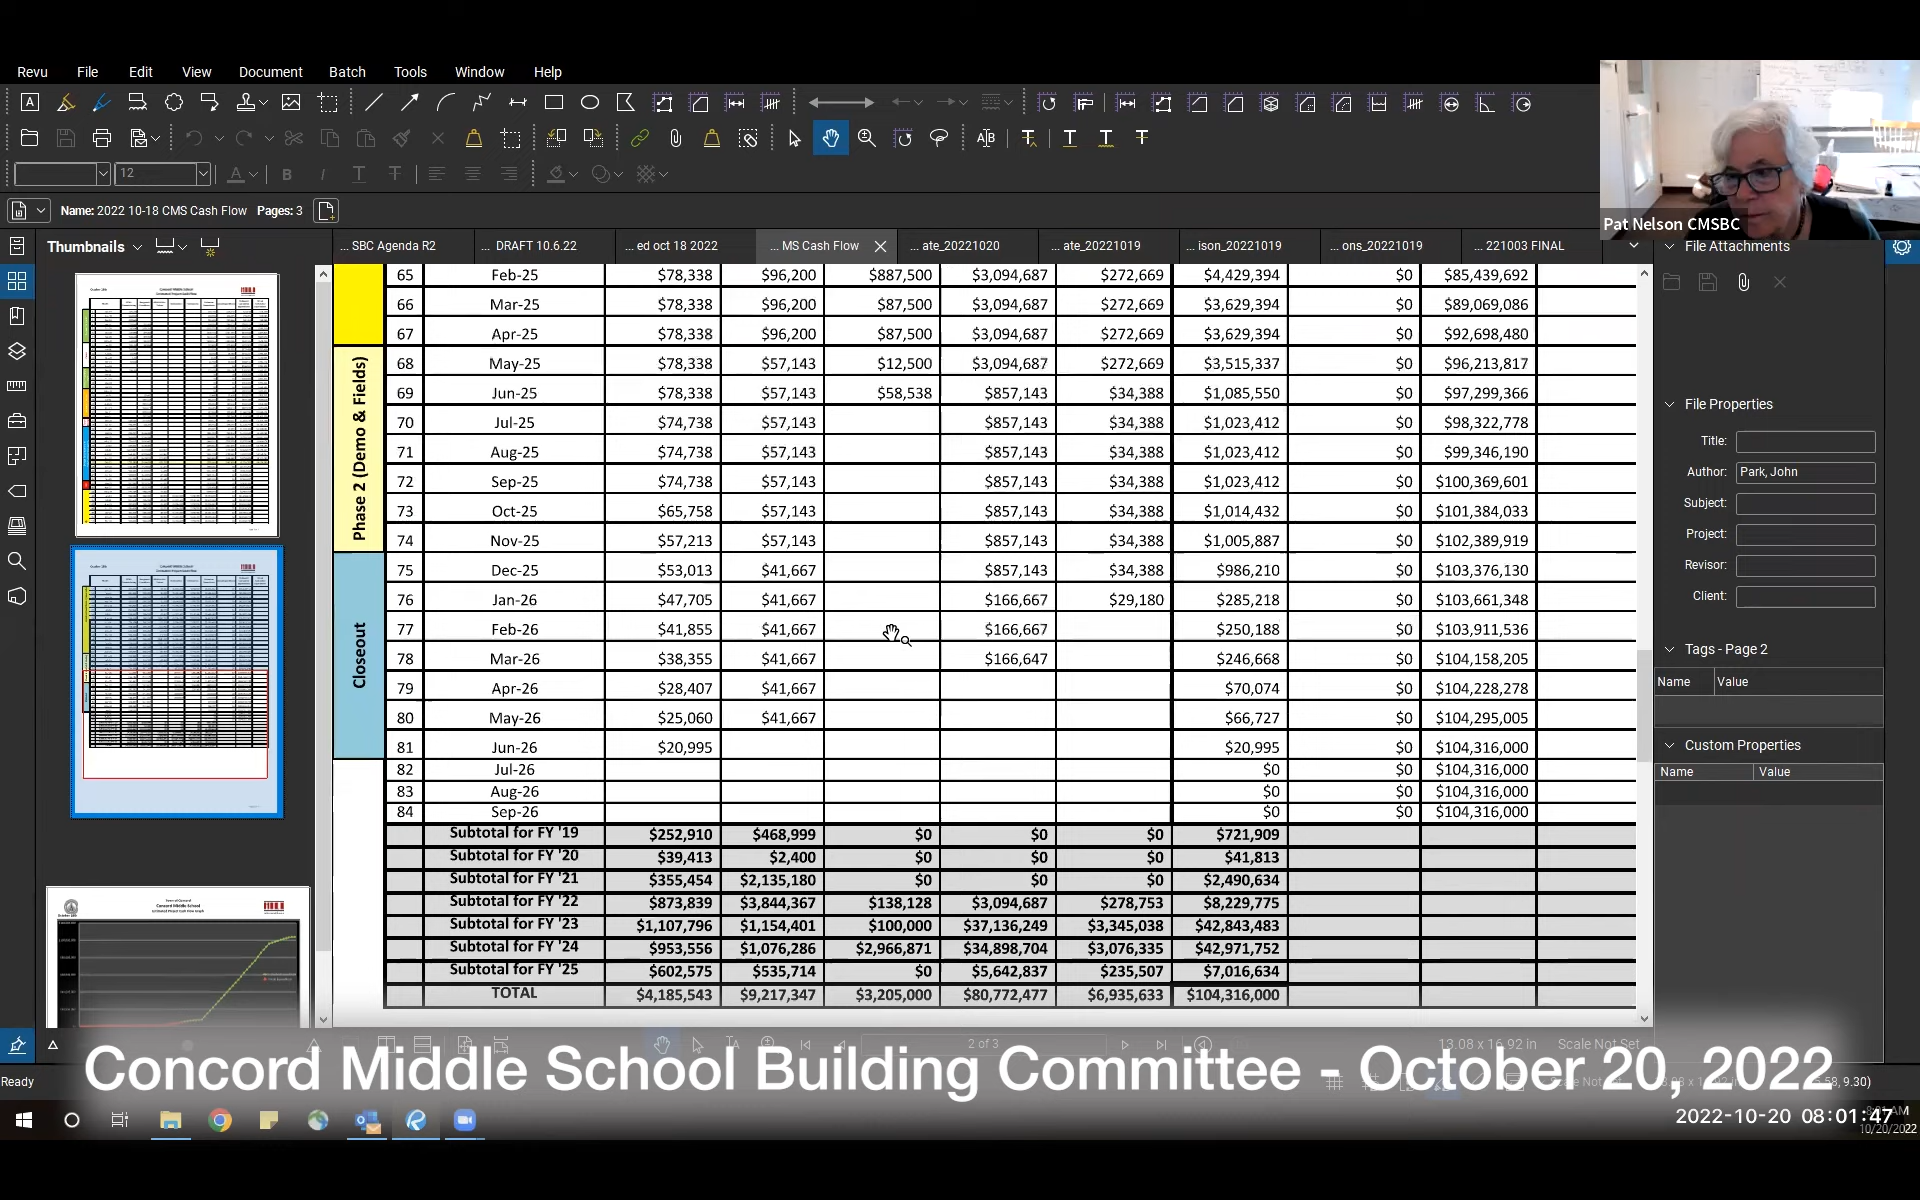 Revu File Edit View Document Batch Tools Window Help
12
Name: 2022 10-18 CMS Cash Flow Pages: 3
Pat Nelson CMSBC
Thumbnails
... SBC Agenda R2 ... DRAFT 10.6.22 ... ed oct 18 2022 ... MS Cash Flow ... ate_20221020 ... ate_20221019 ... ison_20221019 ... ons_20221019 ... 221003 FINAL
65 Feb-25 $78,338 $96,200 $887,500 $3,094,687 $272,669 $4,429,394 $0 $85,439,692
66 Mar-25 $78,338 $96,200 $87,500 $3,094,687 $272,669 $3,629,394 $0 $89,069,086
67 Apr-25 $78,338 $96,200 $87,500 $3,094,687 $272,669 $3,629,394 $0 $92,698,480
Phase 2 (Demo & Fields)
68 May-25 $78,338 $57,143 $12,500 $3,094,687 $272,669 $3,515,337 $0 $96,213,817
69 Jun-25 $78,338 $57,143 $58,538 $857,143 $34,388 $1,085,550 $0 $97,299,366
70 Jul-25 $74,738 $57,143 $857,143 $34,388 $1,023,412 $0 $98,322,778
71 Aug-25 $74,738 $57,143 $857,143 $34,388 $1,023,412 $0 $99,346,190
72 Sep-25 $74,738 $57,143 $857,143 $34,388 $1,023,412 $0 $100,369,601
73 Oct-25 $65,758 $57,143 $857,143 $34,388 $1,014,432 $0 $101,384,033
74 Nov-25 $57,213 $57,143 $857,143 $34,388 $1,005,887 $0 $102,389,919
Closeout
75 Dec-25 $53,013 $41,667 $857,143 $34,388 $986,210 $0 $103,376,130
76 Jan-26 $47,705 $41,667 $166,667 $29,180 $285,218 $0 $103,661,348
77 Feb-26 $41,855 $41,667 $166,667 $250,188 $0 $103,911,536
78 Mar-26 $38,355 $41,667 $166,647 $246,668 $0 $104,158,205
79 Apr-26 $28,407 $41,667 $70,074 $0 $104,228,278
80 May-26 $25,060 $41,667 $66,727 $0 $104,295,005
81 Jun-26 $20,995 $20,995 $0 $104,316,000
82 Jul-26 $0 $0 $104,316,000
83 Aug-26 $0 $0 $104,316,000
84 Sep-26 $0 $0 $104,316,000
Subtotal for FY '19 $252,910 $468,999 $0 $0 $0 $721,909
Subtotal for FY '20 $39,413 $2,400 $0 $0 $0 $41,813
Subtotal for FY '21 $355,454 $2,135,180 $0 $0 $0 $2,490,634
Subtotal for FY '22 $873,839 $3,844,367 $138,128 $3,094,687 $278,753 $8,229,775
Subtotal for FY '23 $1,107,796 $1,154,401 $100,000 $37,136,249 $3,345,038 $42,843,483
Subtotal for FY '24 $953,556 $1,076,286 $2,966,871 $34,898,704 $3,076,335 $42,971,752
Subtotal for FY '25 $602,575 $535,714 $0 $5,642,837 $235,507 $7,016,634
TOTAL $4,185,543 $9,217,347 $3,205,000 $80,772,477 $6,935,633 $104,316,000
File Attachments
File Properties
Title:
Author: Park, John
Subject:
Project:
Revision:
Client:
Tags - Page 2
Name Value
Custom Properties
Name Value
2 of 3 13.08 x 16.92 in Scale Not Set
Concord Middle School Building Committee - October 20, 2022
Ready
2022-10-20 08:01:47
10/20/2022